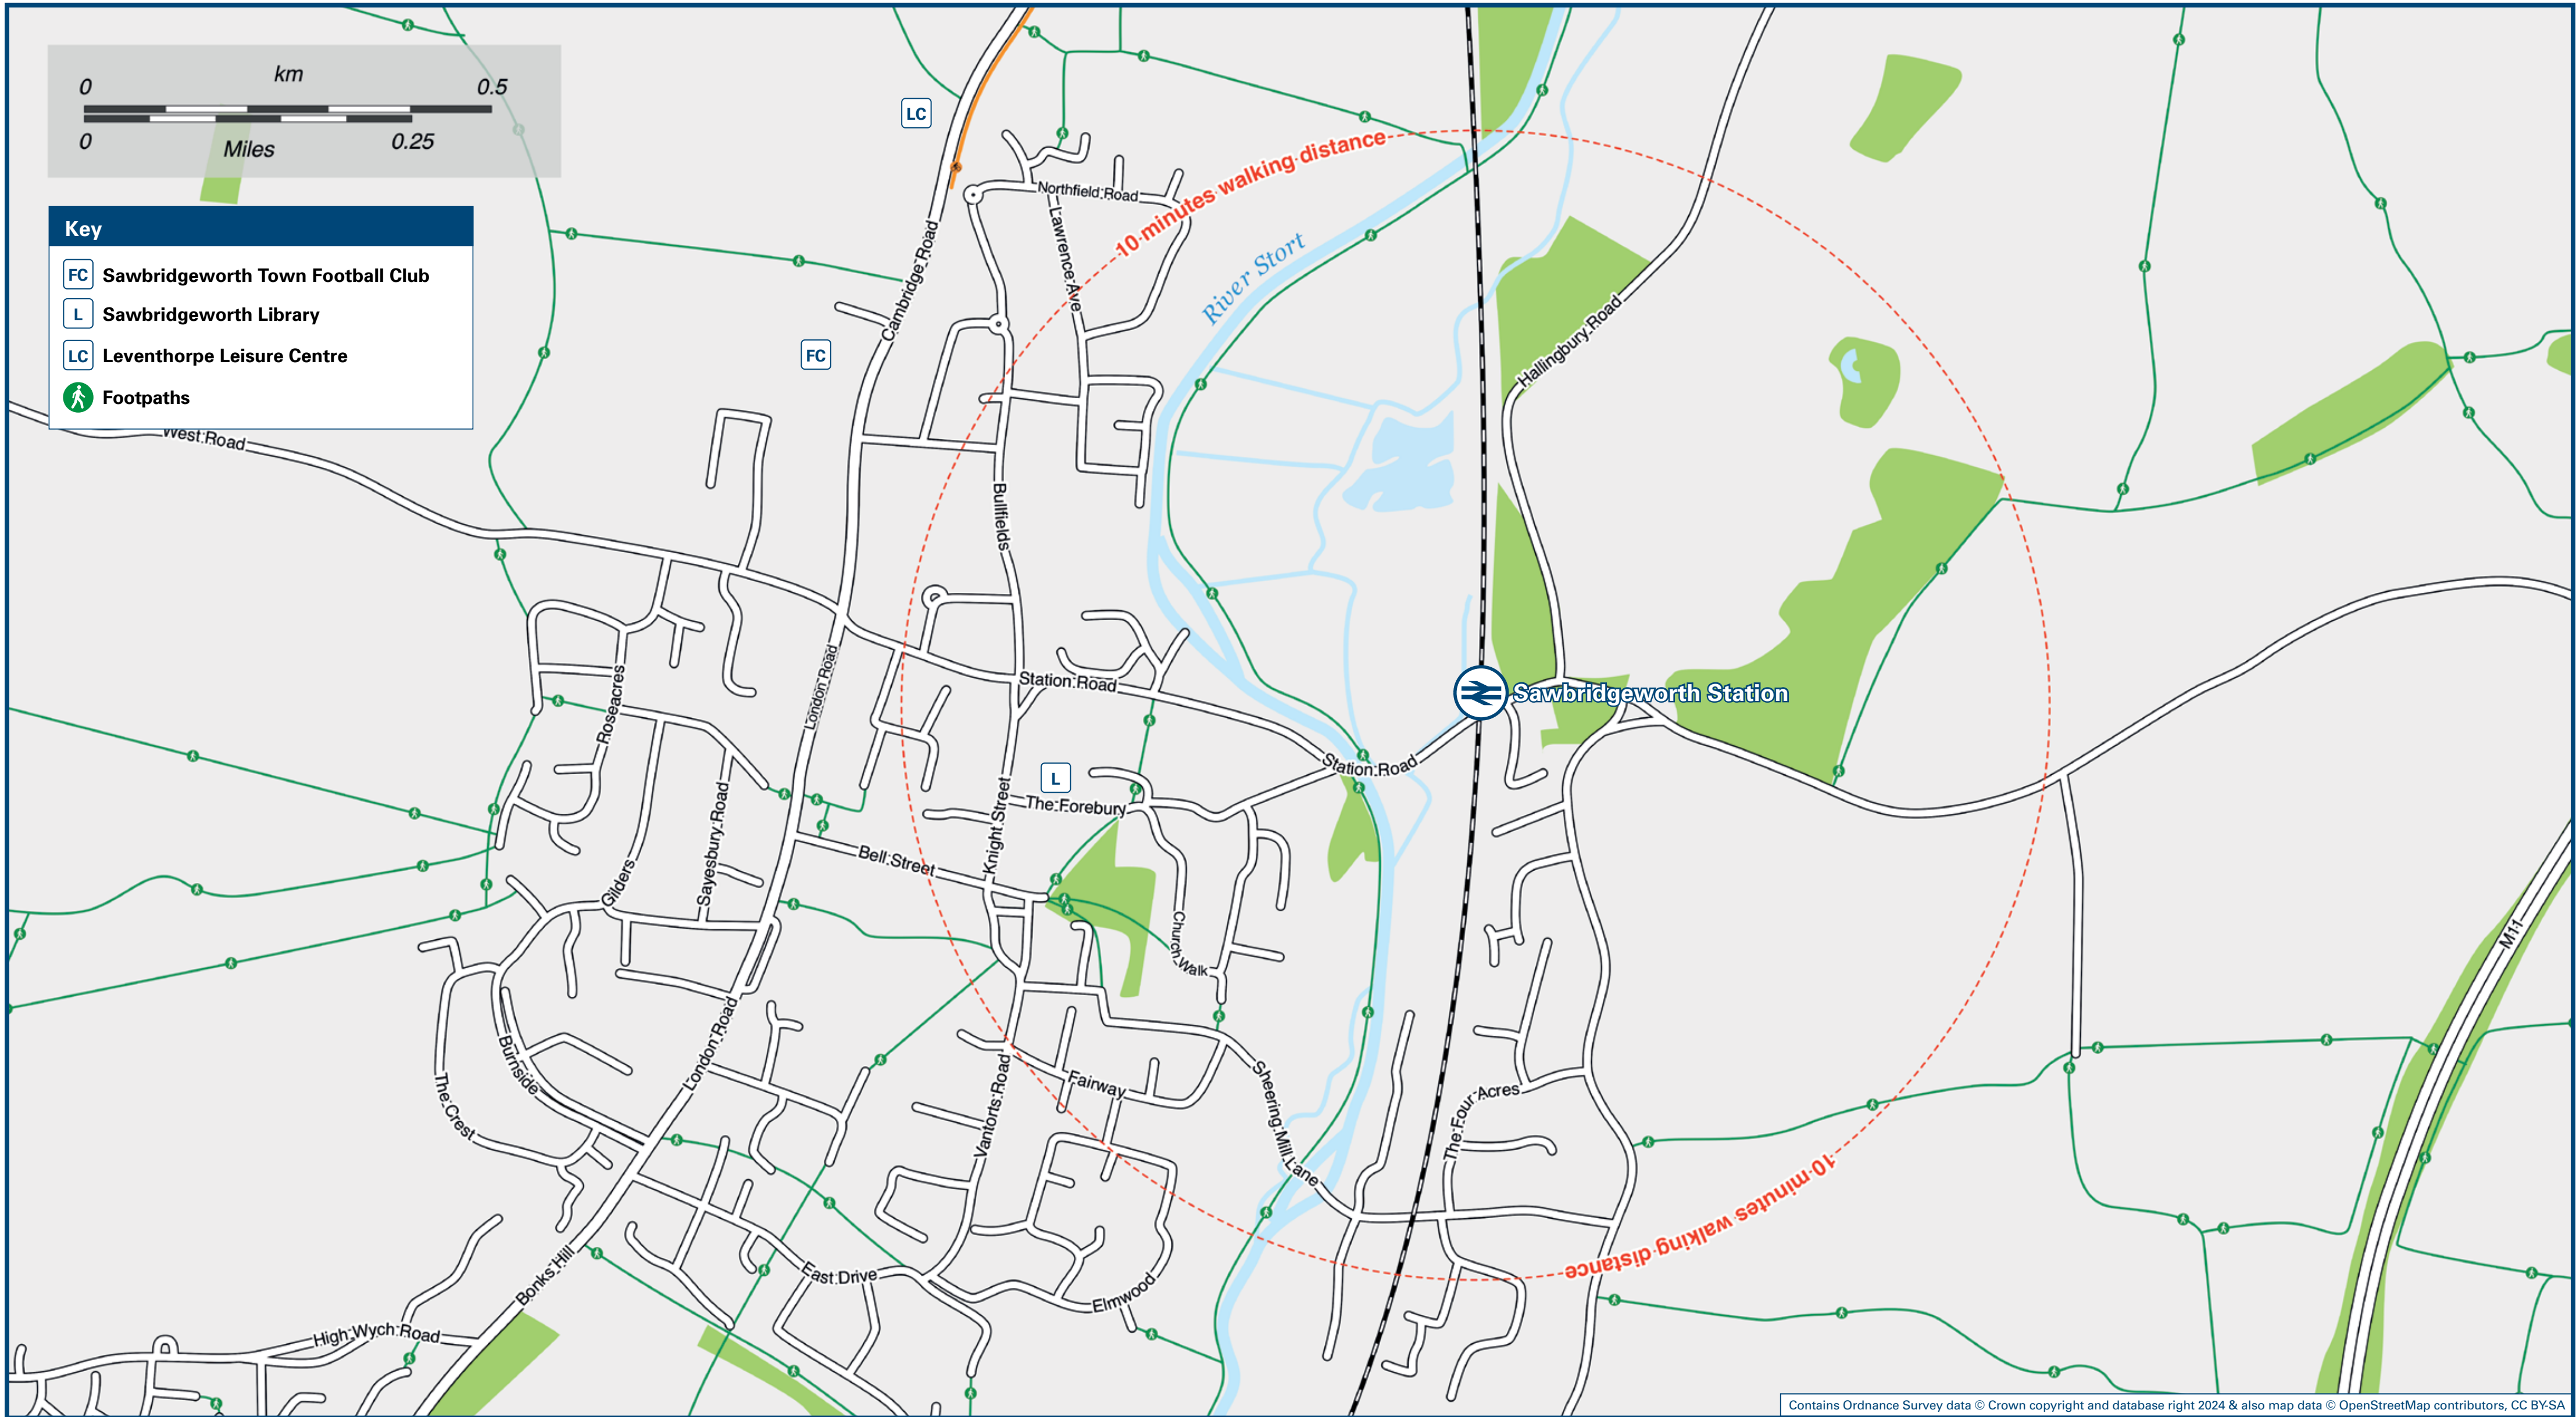 km
0 0.5
0 0.25
Miles
Key
FC Sawbridgeworth Town Football Club
L Sawbridgeworth Library
LC Leventhorpe Leisure Centre
Footpaths
LC
10 minutes walking distance
Northfield Road
Lawrence Ave
Cambridge Road
River Stort
FC
Hallingbury Road
West Road
Bullfields
London Road
Station Road
Sawbridgeworth Station
Roseacres
Station Road
L
The Forebury
Knight Street
Sayesbury Road
Bell Street
Gilders
Church Walk
M11
London Road
Burnside
The Crest
Fairway
Vantorts Road
Sheering Mill Lane
The Four Acres
10 minutes walking distance
East Drive
Elmwood
Bonks Hill
High Wych Road
Contains Ordnance Survey data © Crown copyright and database right 2024 & also map data © OpenStreetMap contributors, CC BY-SA